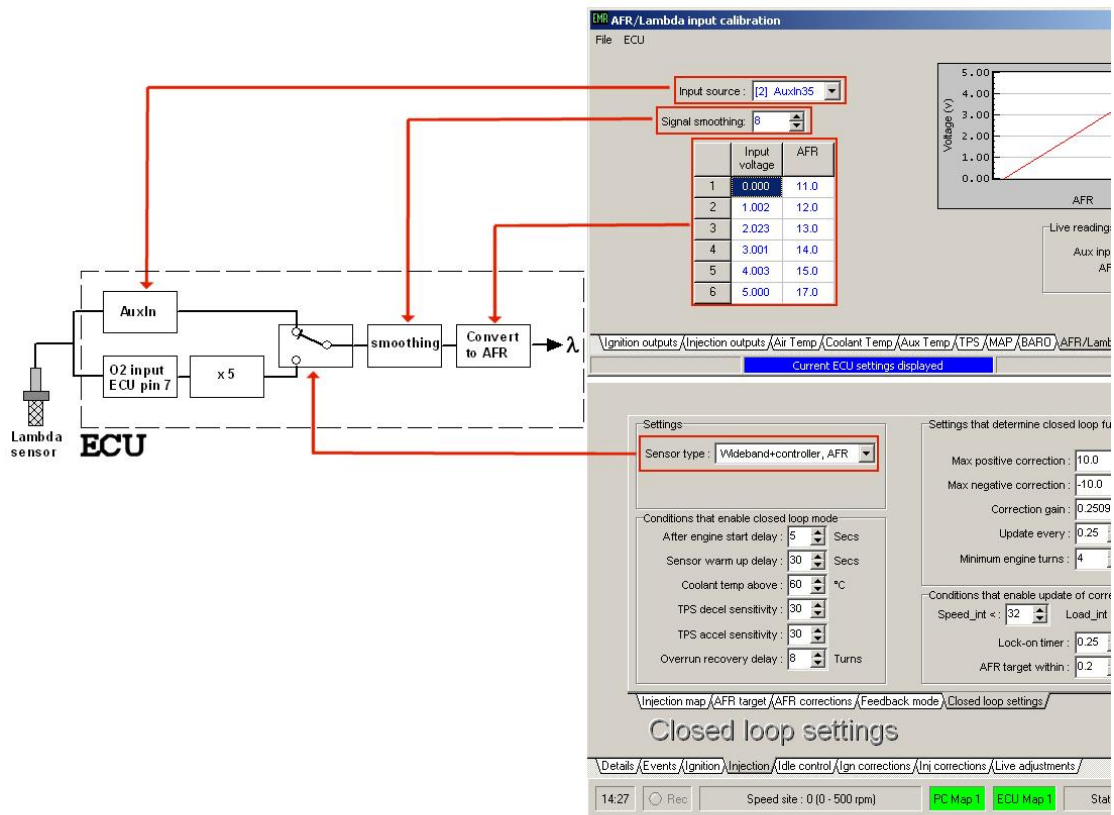 EMR AFR/Lambda input calibration
File ECU
Input source : [2] AuxIn35
Signal smoothing: 8
Input voltage AFR
1 0.000 11.0
2 1.002 12.0
3 2.023 13.0
4 3.001 14.0
5 4.003 15.0
6 5.000 17.0
5.00
4.00
3.00
2.00
1.00
0.00
Voltage (v)
AFR
Live readings
Aux inp
AF
Ignition outputs Injection outputs Air Temp Coolant Temp Aux Temp TPS MAP BARO AFR/Lamb
Current ECU settings displayed
AuxIn
O2 input
ECU pin 7
x 5
smoothing
Convert
to AFR
λ
Lambda
sensor
ECU
Settings
Sensor type : Wideband+controller, AFR
Conditions that enable closed loop mode
After engine start delay : 5 Secs
Sensor warm up delay : 30 Secs
Coolant temp above : 60 °C
TPS decel sensitivity : 30
TPS accel sensitivity : 30
Overrun recovery delay : 8 Turns
Settings that determine closed loop fu
Max positive correction : 10.0
Max negative correction : -10.0
Correction gain : 0.2509
Update every : 0.25
Minimum engine turns : 4
Conditions that enable update of corre
Speed_int < : 32 Load_int
Lock-on timer : 0.25
AFR target within : 0.2
Injection map AFR target AFR corrections Feedback mode Closed loop settings
Closed loop settings
Details Events Ignition Injection Idle control Ign corrections Inj corrections Live adjustments
14:27 Rec Speed site : 0 (0 - 500 rpm) PC Map 1 ECU Map 1 Stat